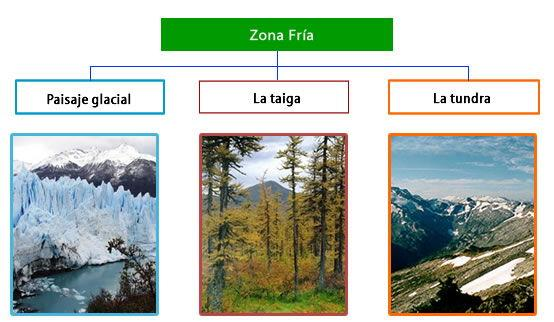 Zona Fría
Paisaje glacial
La taiga
La tundra